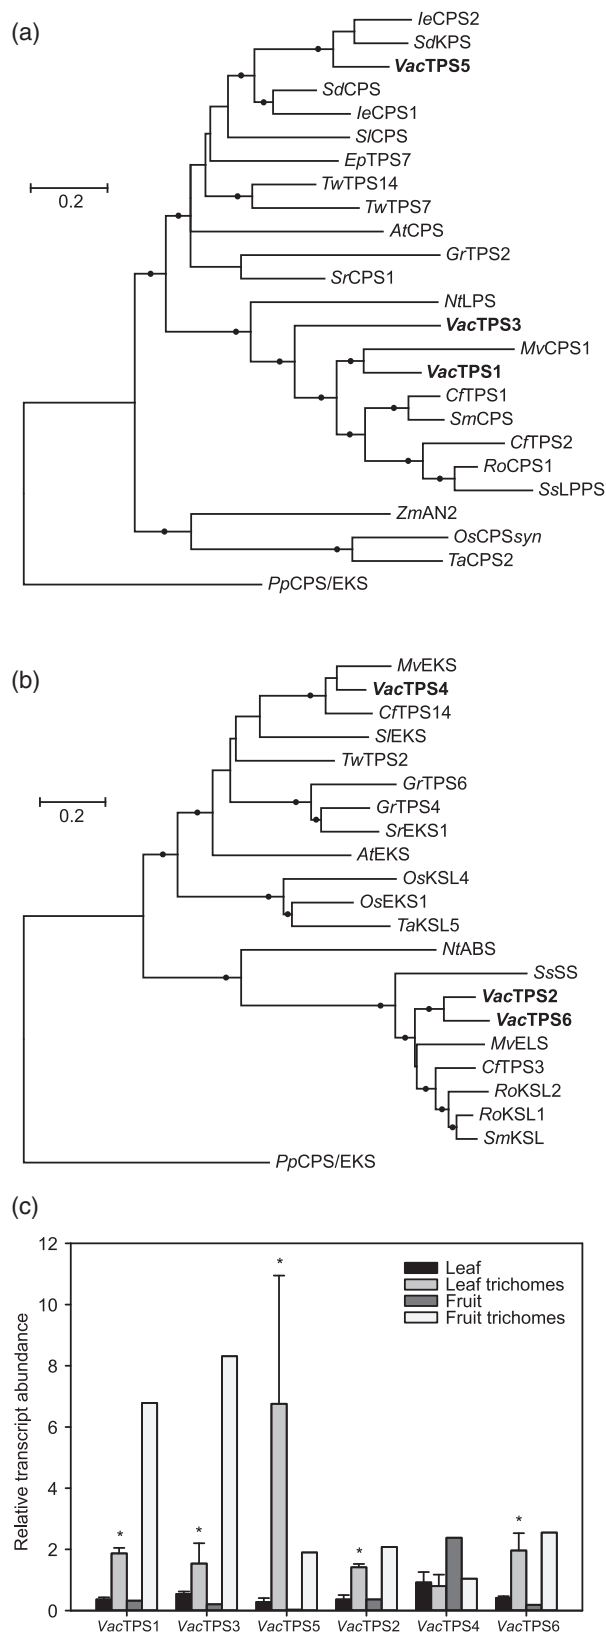 (a)
IeCPS2
SdKPS
VacTPS5
SdCPS
IeCPS1
SlCPS
EpTPS7
TwTPS14
0.2
TwTPS7
AtCPS
GrTPS2
SrCPS1
NtLPS
VacTPS3
MvCPS1
VacTPS1
CfTPS1
SmCPS
CfTPS2
RoCPS1
SsLPPS
ZmAN2
OsCPSsyn
TaCPS2
PpCPS/EKS
(b)
MvEKS
VacTPS4
CfTPS14
SlEKS
TwTPS2
GrTPS6
0.2
GrTPS4
SrEKS1
AtEKS
OsKSL4
OsEKS1
TaKSL5
NtABS
SsSS
VacTPS2
VacTPS6
MvELS
CfTPS3
RoKSL2
RoKSL1
SmKSL
PpCPS/EKS
(c)
Relative transcript abundance
12
10
8
6
4
2
0
Leaf
Leaf trichomes
Fruit
Fruit trichomes
* * * * *
VacTPS1 VacTPS3 VacTPS5 VacTPS2 VacTPS4 VacTPS6